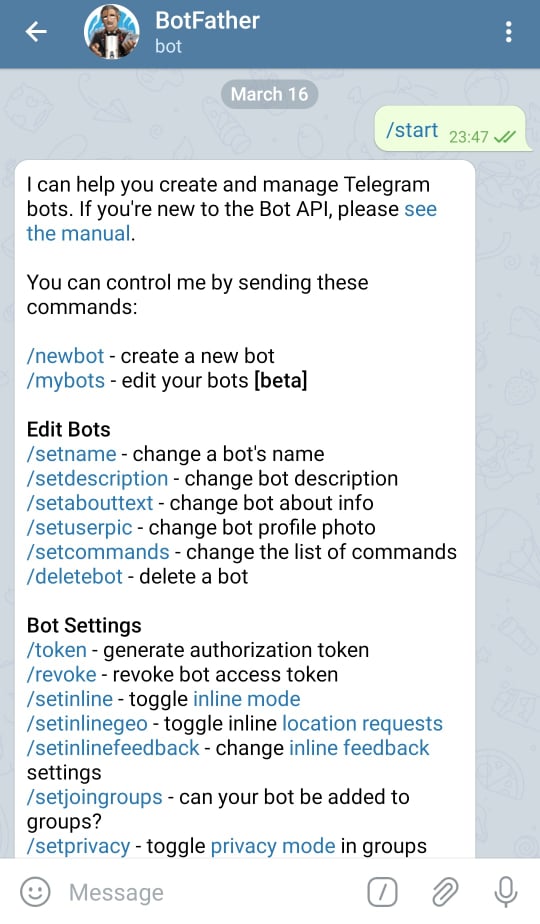 BotFather
bot
March 16
/start 23:47
I can help you create and manage Telegram
bots. If you're new to the Bot API, please see
the manual.
You can control me by sending these
commands:
/newbot - create a new bot
/mybots - edit your bots [beta]
Edit Bots
/setname - change a bot's name
/setdescription - change bot description
/setabouttext - change bot about info
/setuserpic - change bot profile photo
/setcommands - change the list of commands
/deletebot - delete a bot
Bot Settings
/token - generate authorization token
/revoke - revoke bot access token
/setinline - toggle inline mode
/setinlinegeo - toggle inline location requests
/setinlinefeedback - change inline feedback
settings
/setjoingroups - can your bot be added to
groups?
/setprivacy - toggle privacy mode in groups
Message